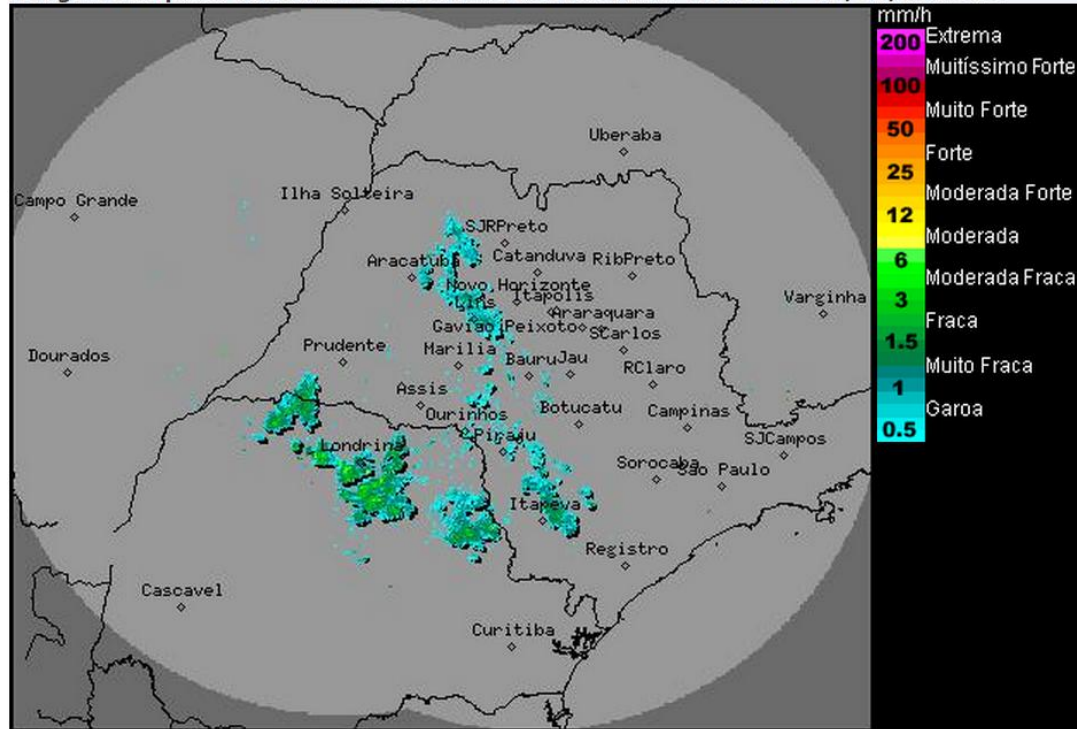 mm/h
200 Extrema
Muitíssimo Forte
100
Muito Forte
50
Forte
25
Moderada Forte
12
Moderada
6
Moderada Fraca
3
Fraca
1.5
Muito Fraca
1
Garoa
0.5
Uberaba
Ilha Solteira
Campo Grande
SJRPreto
Catanduva
Aracatuba
RibPreto
Novo Horizonte
Lins
Itapolis
Varginha
Araraquara
Gaviao Peixoto
SCarlos
Prudente
Marilia
Dourados
Bauru
Jau
RClaro
Assis
Ourinhos
Botucatu
Campinas
Piraju
SJCampos
Londrina
Sorocaba
Sao Paulo
Itapeva
Registro
Cascavel
Curitiba